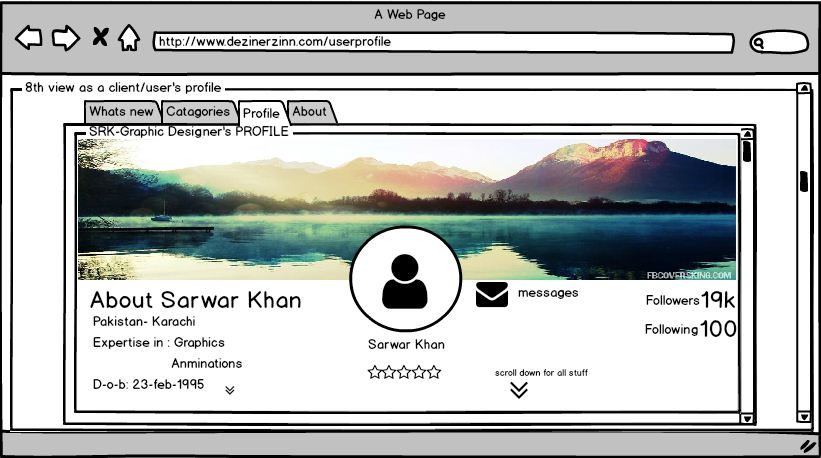 A Web Page
http://www.dezinerzinn.com/userprofile
8th view as a client/user's profile
Whats new Catagories Profile About
SRK-Graphic Designer's PROFILE
FBCOVERSKING.COM
About Sarwar Khan
Pakistan- Karachi
Expertise in : Graphics
Anminations
D-o-b: 23-feb-1995
Sarwar Khan
messages
scroll down for all stuff
Followers 19k
Following 100